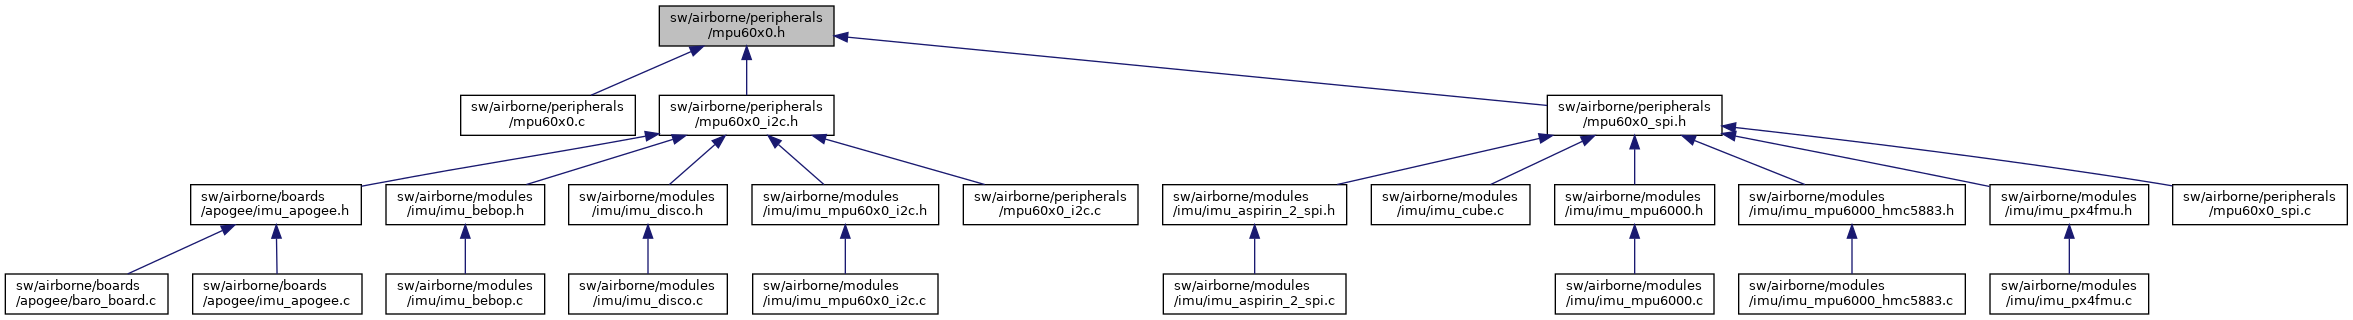 sw/airborne/peripherals
/mpu60x0.h
sw/airborne/peripherals
/mpu60x0.c
sw/airborne/peripherals
/mpu60x0_i2c.h
sw/airborne/peripherals
/mpu60x0_spi.h
sw/airborne/boards
/apogee/imu_apogee.h
sw/airborne/modules
/imu/imu_bebop.h
sw/airborne/modules
/imu/imu_disco.h
sw/airborne/modules
/imu/imu_mpu60x0_i2c.h
sw/airborne/peripherals
/mpu60x0_i2c.c
sw/airborne/modules
/imu/imu_aspirin_2_spi.h
sw/airborne/modules
/imu/imu_cube.c
sw/airborne/modules
/imu/imu_mpu6000.h
sw/airborne/modules
/imu/imu_mpu6000_hmc5883.h
sw/airborne/modules
/imu/imu_px4fmu.h
sw/airborne/peripherals
/mpu60x0_spi.c
sw/airborne/boards
/apogee/baro_board.c
sw/airborne/boards
/apogee/imu_apogee.c
sw/airborne/modules
/imu/imu_bebop.c
sw/airborne/modules
/imu/imu_disco.c
sw/airborne/modules
/imu/imu_mpu60x0_i2c.c
sw/airborne/modules
/imu/imu_aspirin_2_spi.c
sw/airborne/modules
/imu/imu_mpu6000.c
sw/airborne/modules
/imu/imu_mpu6000_hmc5883.c
sw/airborne/modules
/imu/imu_px4fmu.c